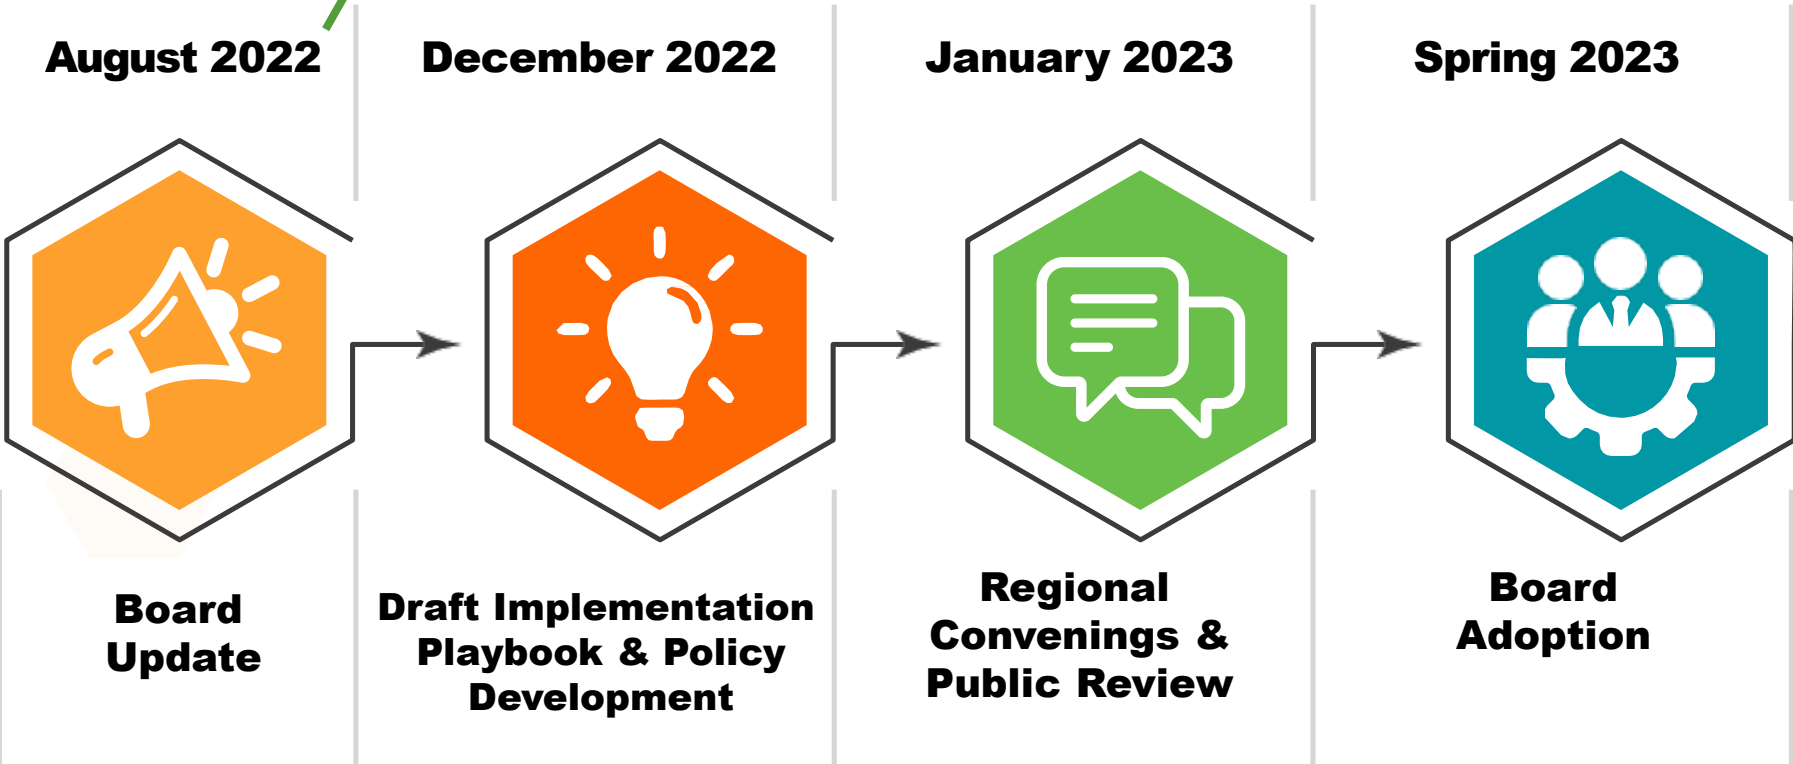 August 2022
December 2022
January 2023
Spring 2023
Board
Update
Draft Implementation
Playbook & Policy
Development
Regional
Convenings &
Public Review
Board
Adoption